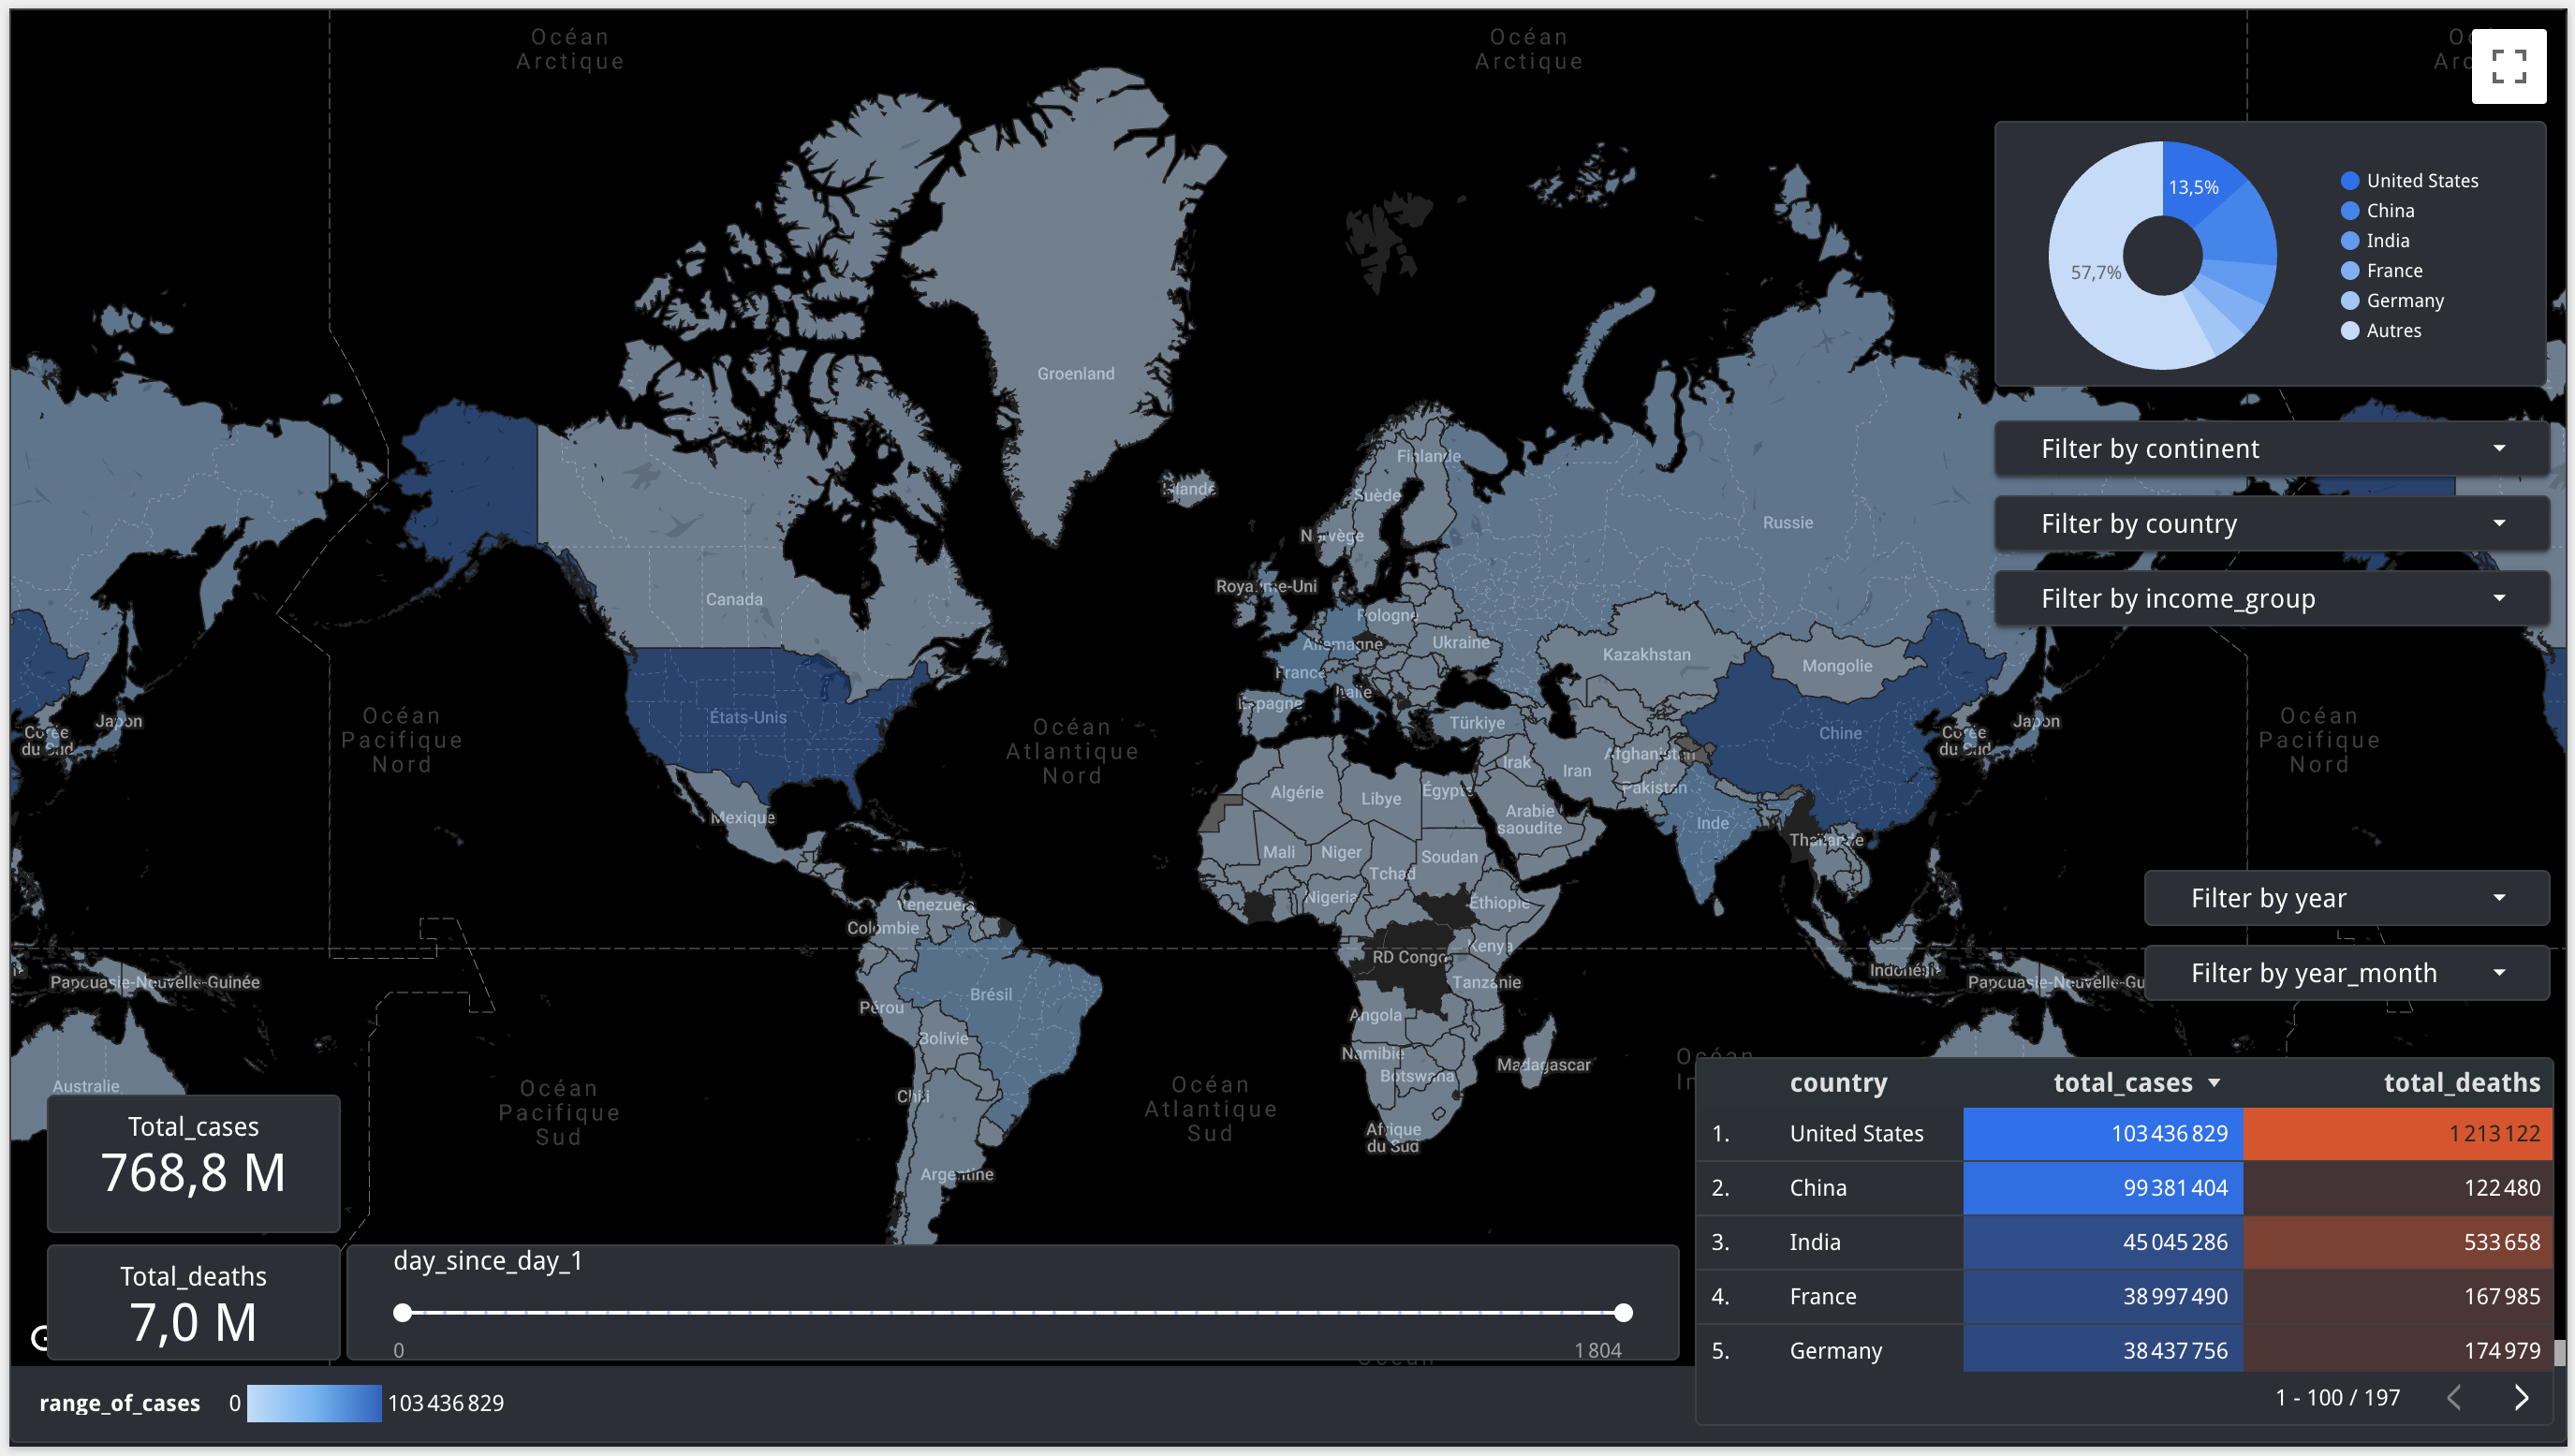 Océan
Arctique
Océan
Arctique
13,5%
57,7%
United States
China
India
France
Germany
Autres
Groenland
Filter by continent
Filter by country
Filter by income_group
Finlande
Suède
Russie
Canada
Pologne
Allemagne
Ukraine
France
Italie
Kazakhstan
Mongolie
Océan
Pacifique
Nord
États-Unis
Océan
Atlantique
Nord
Türkiye
Chine
Corée
du Sud
Japon
Corée
du Sud
Japon
Océan
Pacifique
Nord
Mexique
Algérie
Libye
Égypte
Irak
Iran
Afghanistan
Pakistan
Arabie
saoudite
Inde
Thaïlande
Mali
Niger
Tchad
Soudan
Nigeria
Éthiopie
Venezuela
Colombie
RD Congo
Kenya
Tanzanie
Filter by year
Filter by year_month
Papouasie-Nouvelle-Guinée
Indonésie
Papouasie-Nouvelle-Gu
Brésil
Pérou
Bolivie
Angola
Namibie
Botswana
Madagascar
Australie
Océan
Pacifique
Sud
Chili
Océan
Atlantique
Sud
Afrique
du Sud
Argentine
Total_cases
768,8 M
Total_deaths
7,0 M
day_since_day_1
0
1 804
range_of_cases 0 103 436 829
country total_cases total_deaths
1. United States 103 436 829 1 213 122
2. China 99 381 404 122 480
3. India 45 045 286 533 658
4. France 38 997 490 167 985
5. Germany 38 437 756 174 979
1 - 100 / 197